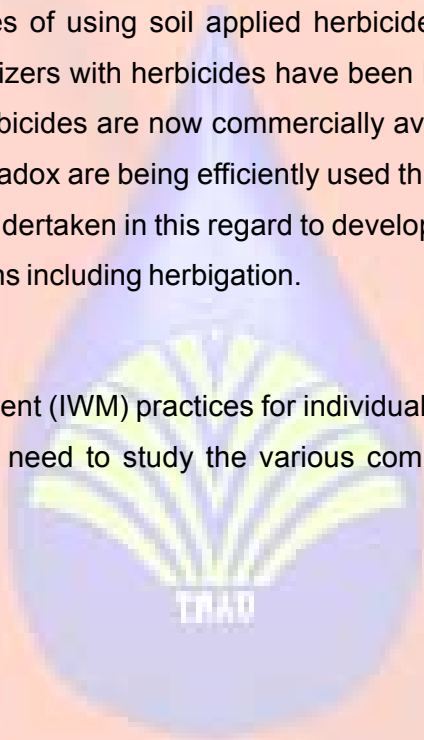 es of using soil applied herbicide
izers with herbicides have been
bicides are now commercially av
adox are being efficiently used th
dertaken in this regard to develop
ns including herbigation.
ent (IWM) practices for individual
need to study the various com